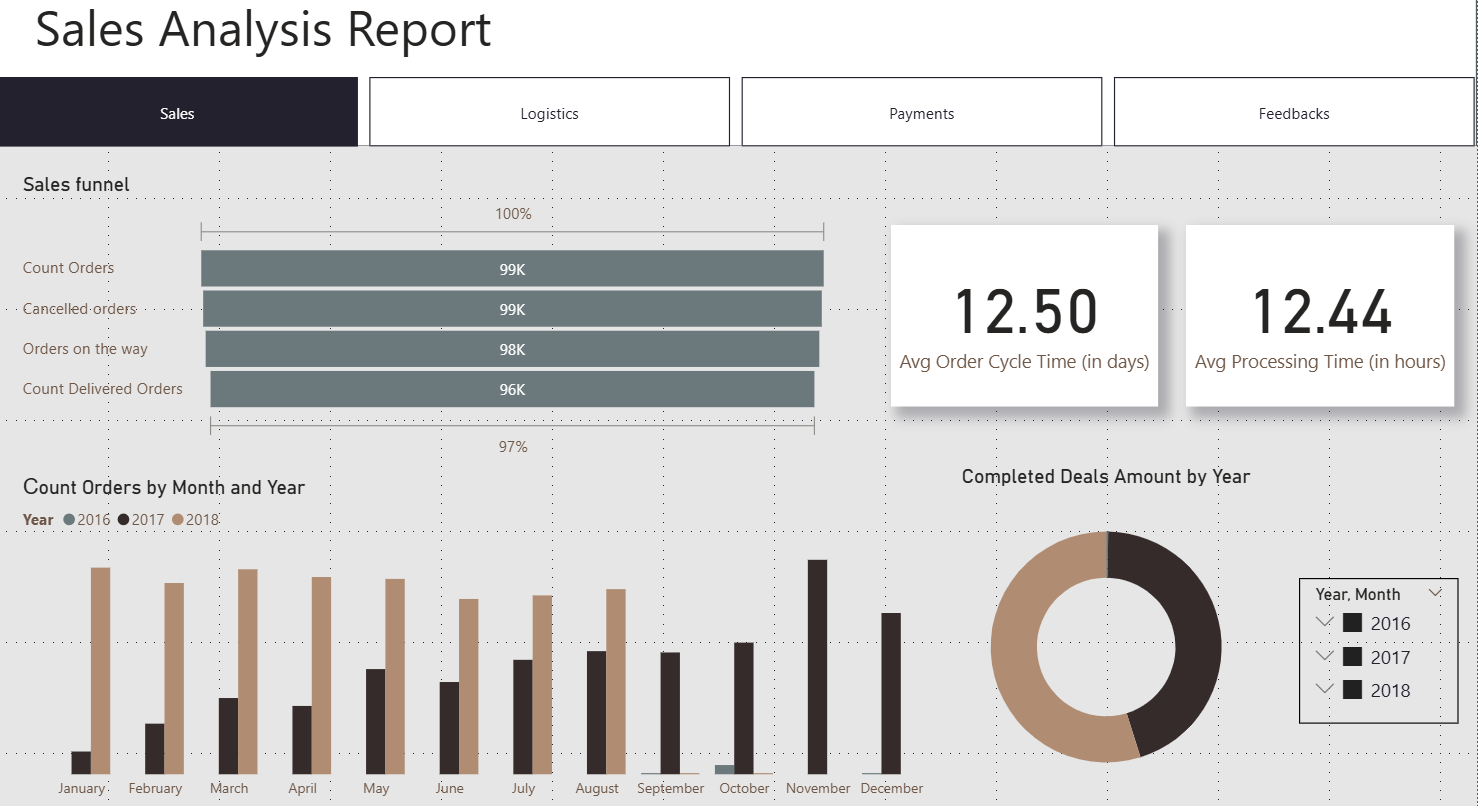 Sales Analysis Report
Sales
Logistics
Payments
Feedbacks
Sales funnel
100%
Count Orders
99K
Cancelled orders
99K
Orders on the way
98K
Count Delivered Orders
96K
97%
12.50
Avg Order Cycle Time (in days)
12.44
Avg Processing Time (in hours)
Count Orders by Month and Year
Year 2016 2017 2018
January February March April May June July August September October November December
Completed Deals Amount by Year
Year, Month
2016
2017
2018